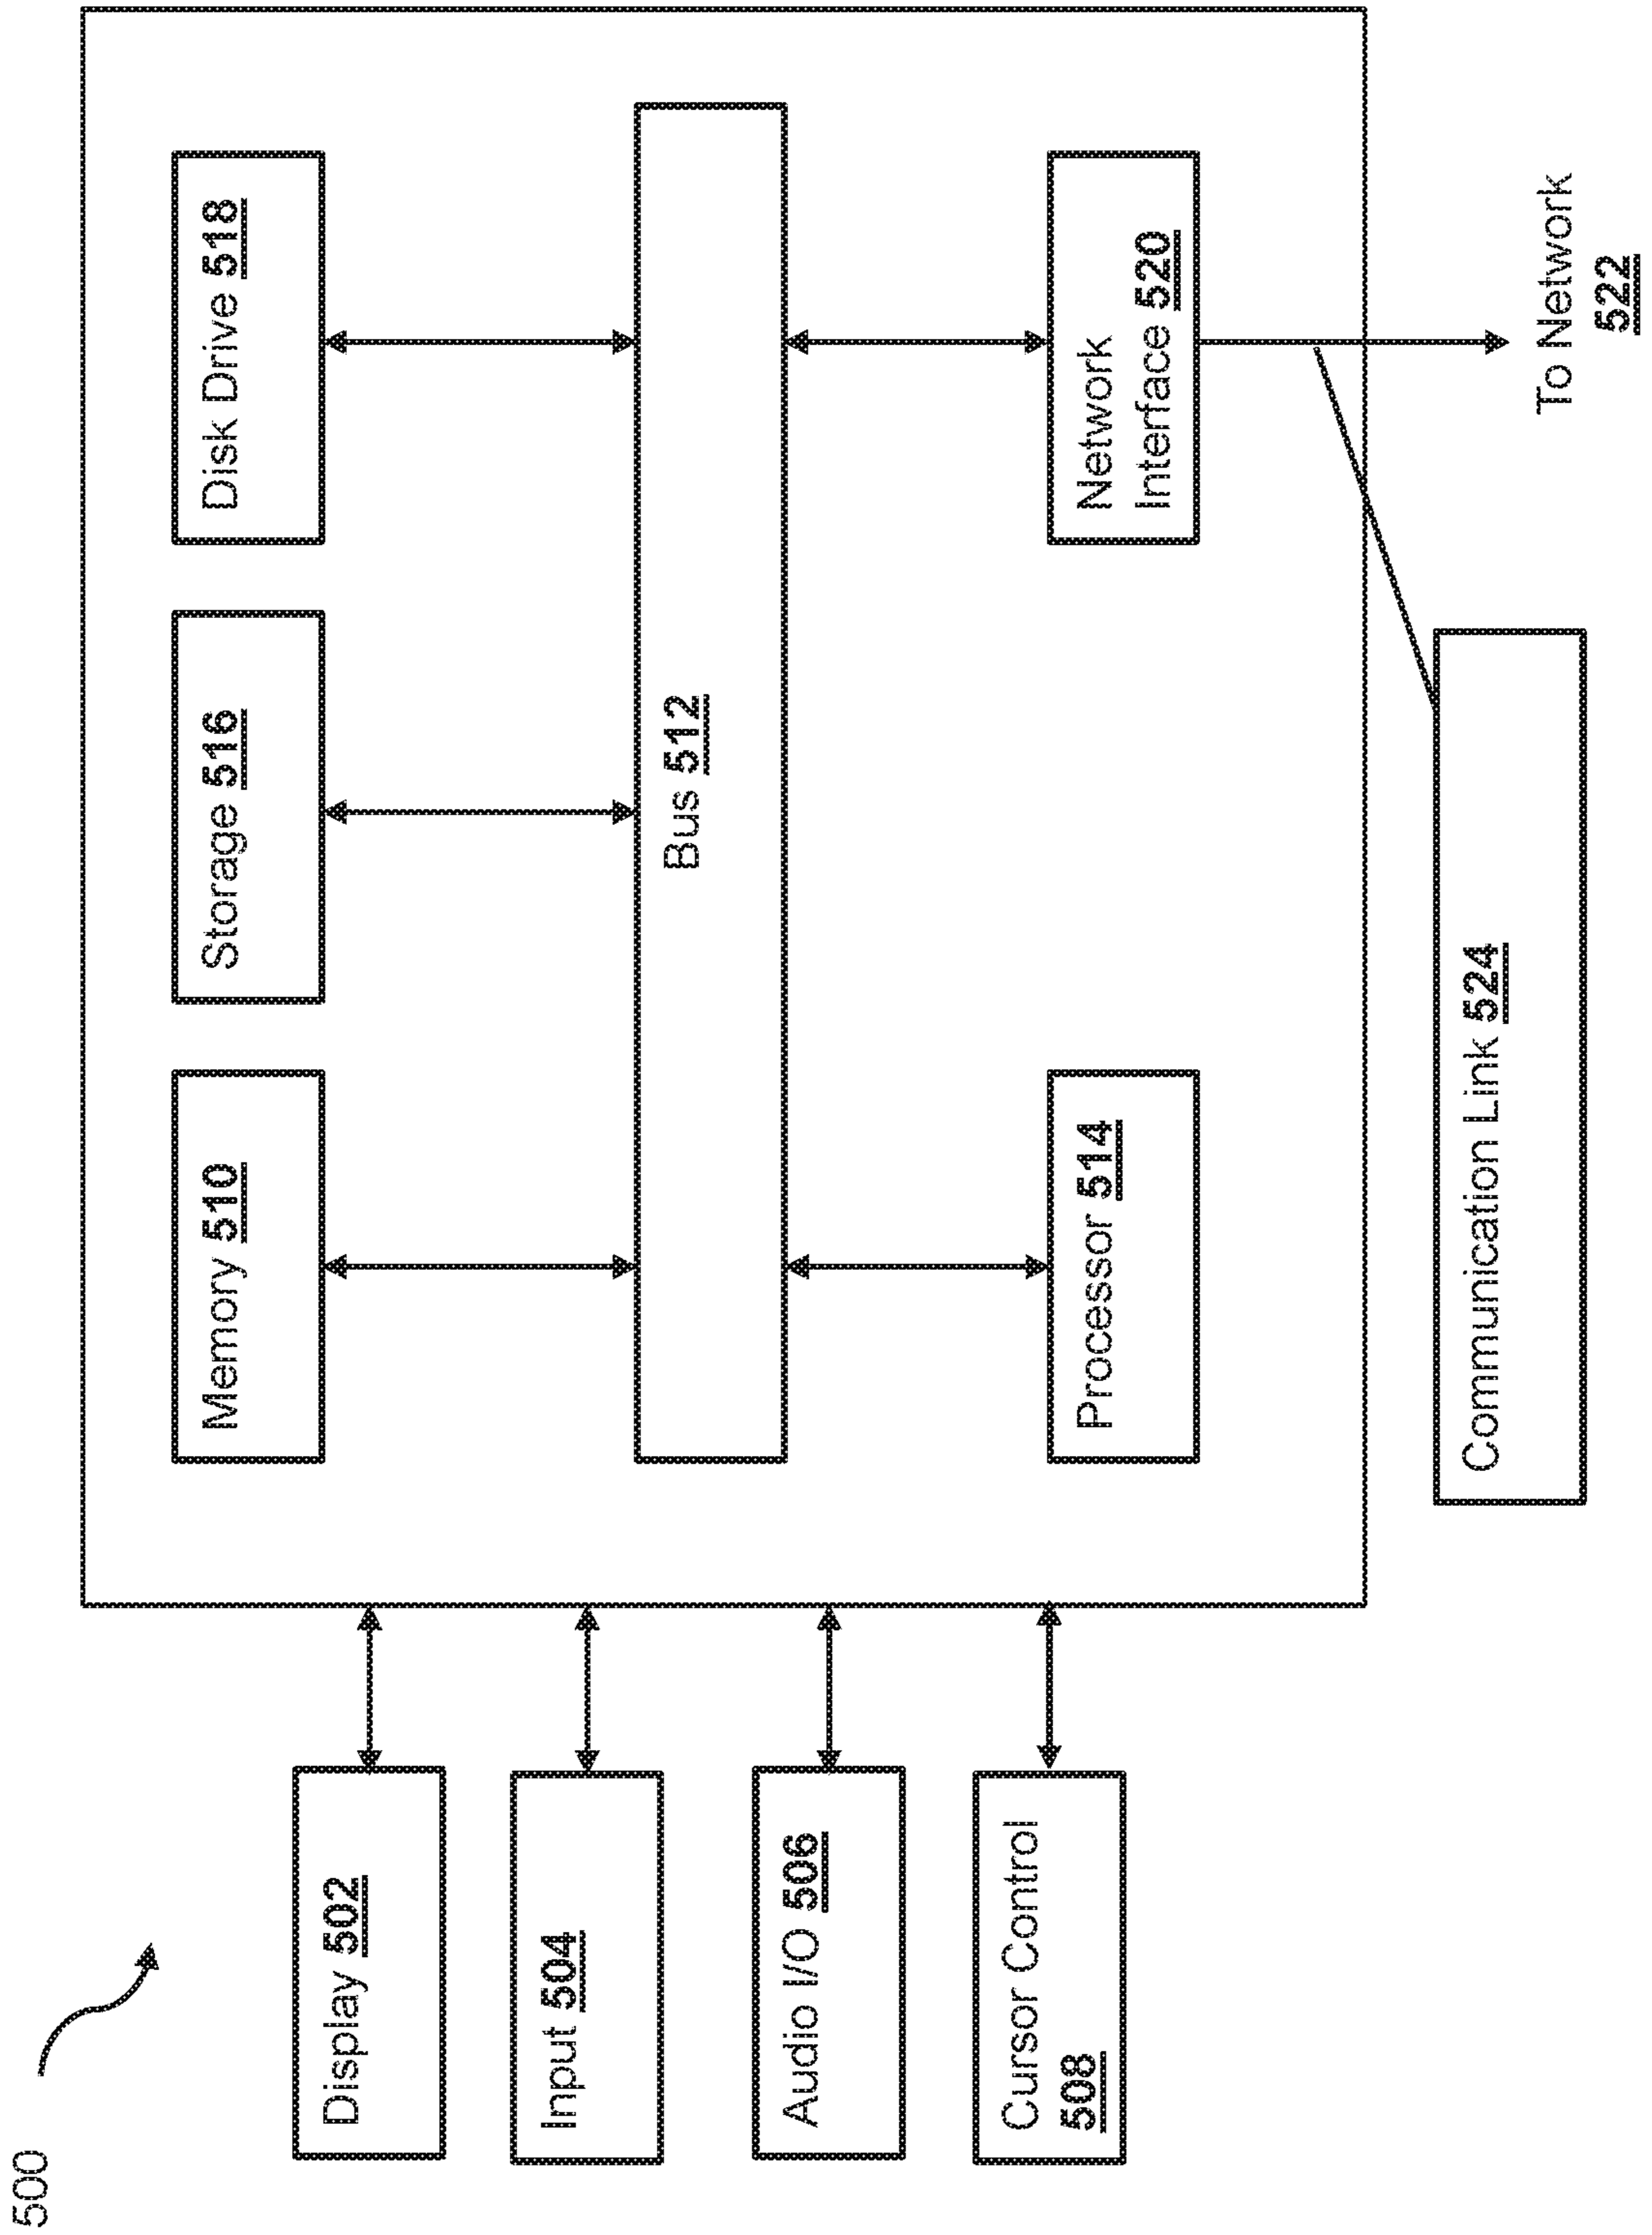 500
Display 502
Input 504
Audio I/O 506
Cursor Control
508
Memory 510
Storage 516
Disk Drive 518
Bus 512
Processor 514
Network
Interface 520
Communication Link 524
To Network
522